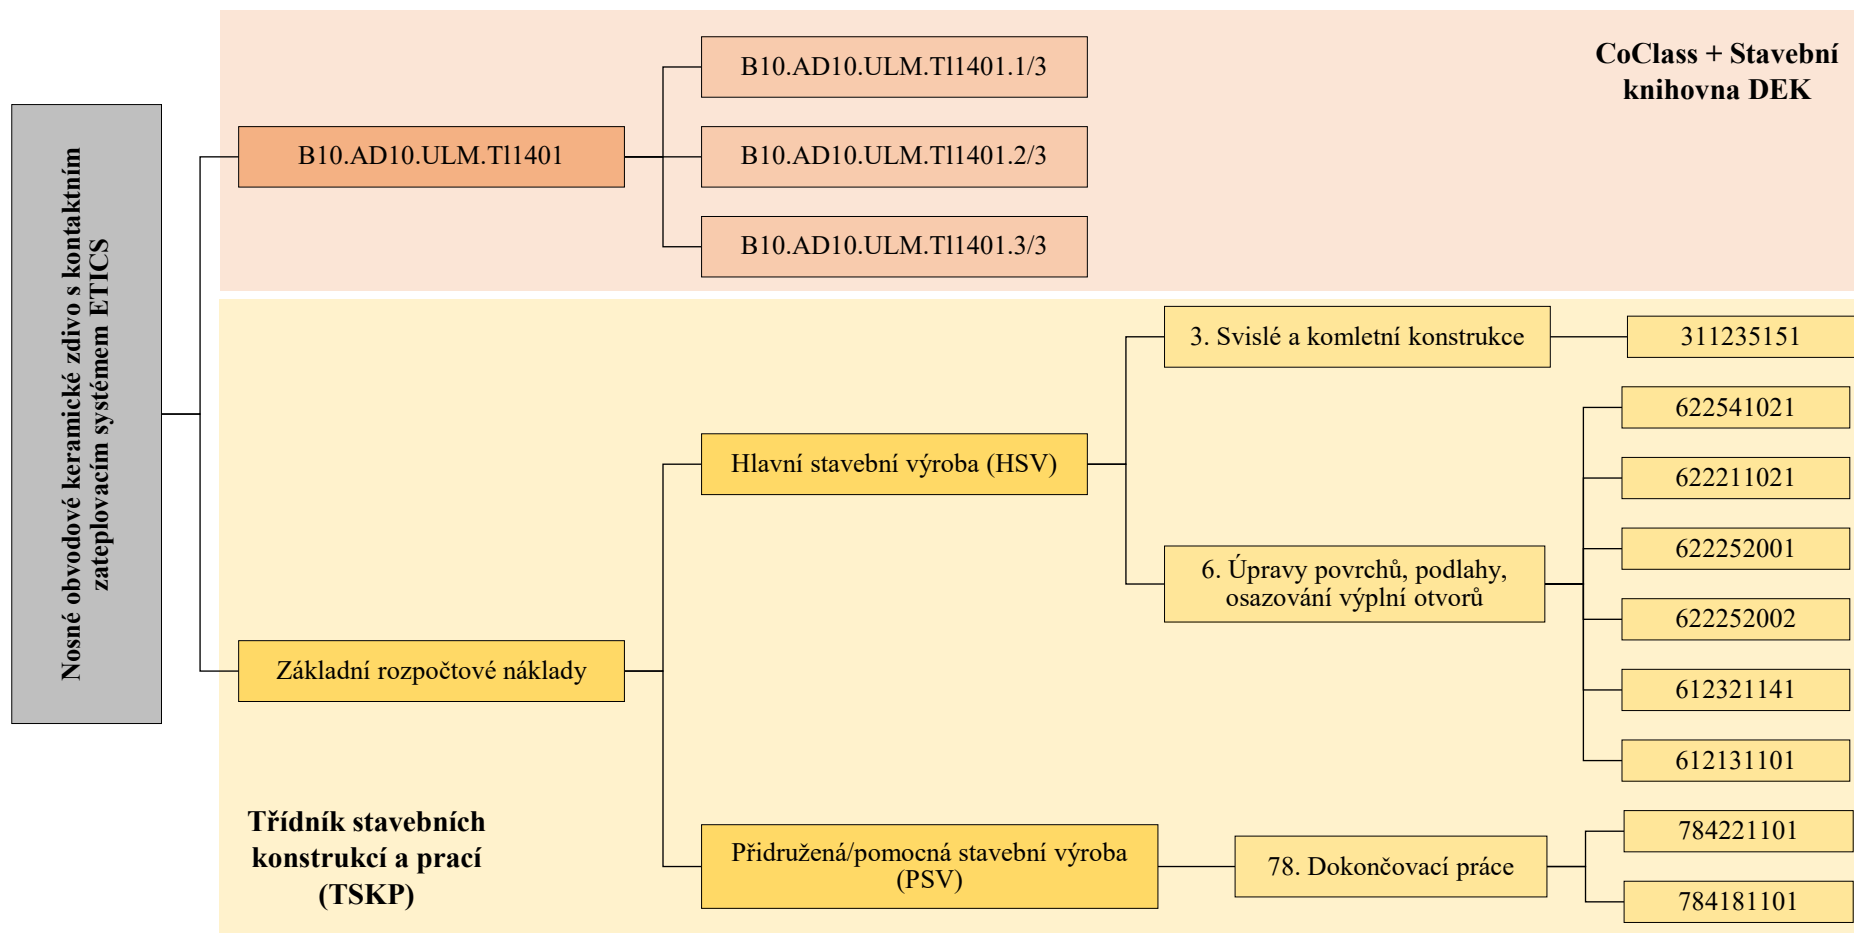 Nosné obvodové keramické zdivo s kontaktním
zateplovacím systémem ETICS
CoClass + Stavební
knihovna DEK
B10.AD10.ULM.Tl1401
B10.AD10.ULM.Tl1401.1/3
B10.AD10.ULM.Tl1401.2/3
B10.AD10.ULM.Tl1401.3/3
Třídník stavebních
konstrukcí a prací
(TSKP)
Základní rozpočtové náklady
Hlavní stavební výroba (HSV)
3. Svislé a komletní konstrukce
311235151
6. Úpravy povrchů, podlahy,
osazování výplní otvorů
622541021
622211021
622252001
622252002
612321141
612131101
Přidružená/pomocná stavební výroba
(PSV)
78. Dokončovací práce
784221101
784181101